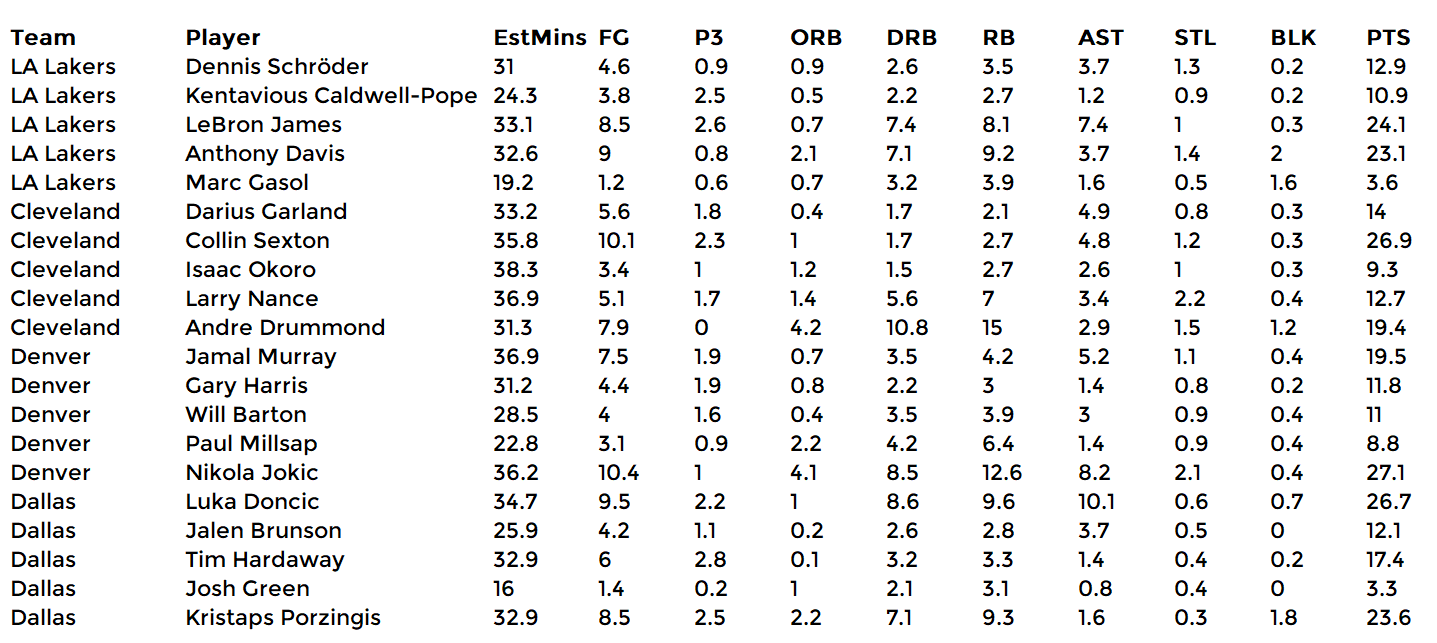 Team Player EstMins FG P3 ORB DRB RB AST STL BLK PTS
LA Lakers Dennis Schröder 31 4.6 0.9 0.9 2.6 3.5 3.7 1.3 0.2 12.9
LA Lakers Kentavious Caldwell-Pope 24.3 3.8 2.5 0.5 2.2 2.7 1.2 0.9 0.2 10.9
LA Lakers LeBron James 33.1 8.5 2.6 0.7 7.4 8.1 7.4 1 0.3 24.1
LA Lakers Anthony Davis 32.6 9 0.8 2.1 7.1 9.2 3.7 1.4 2 23.1
LA Lakers Marc Gasol 19.2 1.2 0.6 0.7 3.2 3.9 1.6 0.5 1.6 3.6
Cleveland Darius Garland 33.2 5.6 1.8 0.4 1.7 2.1 4.9 0.8 0.3 14
Cleveland Collin Sexton 35.8 10.1 2.3 1 1.7 2.7 4.8 1.2 0.3 26.9
Cleveland Isaac Okoro 38.3 3.4 1 1.2 1.5 2.7 2.6 1 0.3 9.3
Cleveland Larry Nance 36.9 5.1 1.7 1.4 5.6 7 3.4 2.2 0.4 12.7
Cleveland Andre Drummond 31.3 7.9 0 4.2 10.8 15 2.9 1.5 1.2 19.4
Denver Jamal Murray 36.9 7.5 1.9 0.7 3.5 4.2 5.2 1.1 0.4 19.5
Denver Gary Harris 31.2 4.4 1.9 0.8 2.2 3 1.4 0.8 0.2 11.8
Denver Will Barton 28.5 4 1.6 0.4 3.5 3.9 3 0.9 0.4 11
Denver Paul Millsap 22.8 3.1 0.9 2.2 4.2 6.4 1.4 0.9 0.4 8.8
Denver Nikola Jokic 36.2 10.4 1 4.1 8.5 12.6 8.2 2.1 0.4 27.1
Dallas Luka Doncic 34.7 9.5 2.2 1 8.6 9.6 10.1 0.6 0.7 26.7
Dallas Jalen Brunson 25.9 4.2 1.1 0.2 2.6 2.8 3.7 0.5 0 12.1
Dallas Tim Hardaway 32.9 6 2.8 0.1 3.2 3.3 1.4 0.4 0.2 17.4
Dallas Josh Green 16 1.4 0.2 1 2.1 3.1 0.8 0.4 0 3.3
Dallas Kristaps Porzingis 32.9 8.5 2.5 2.2 7.1 9.3 1.6 0.3 1.8 23.6